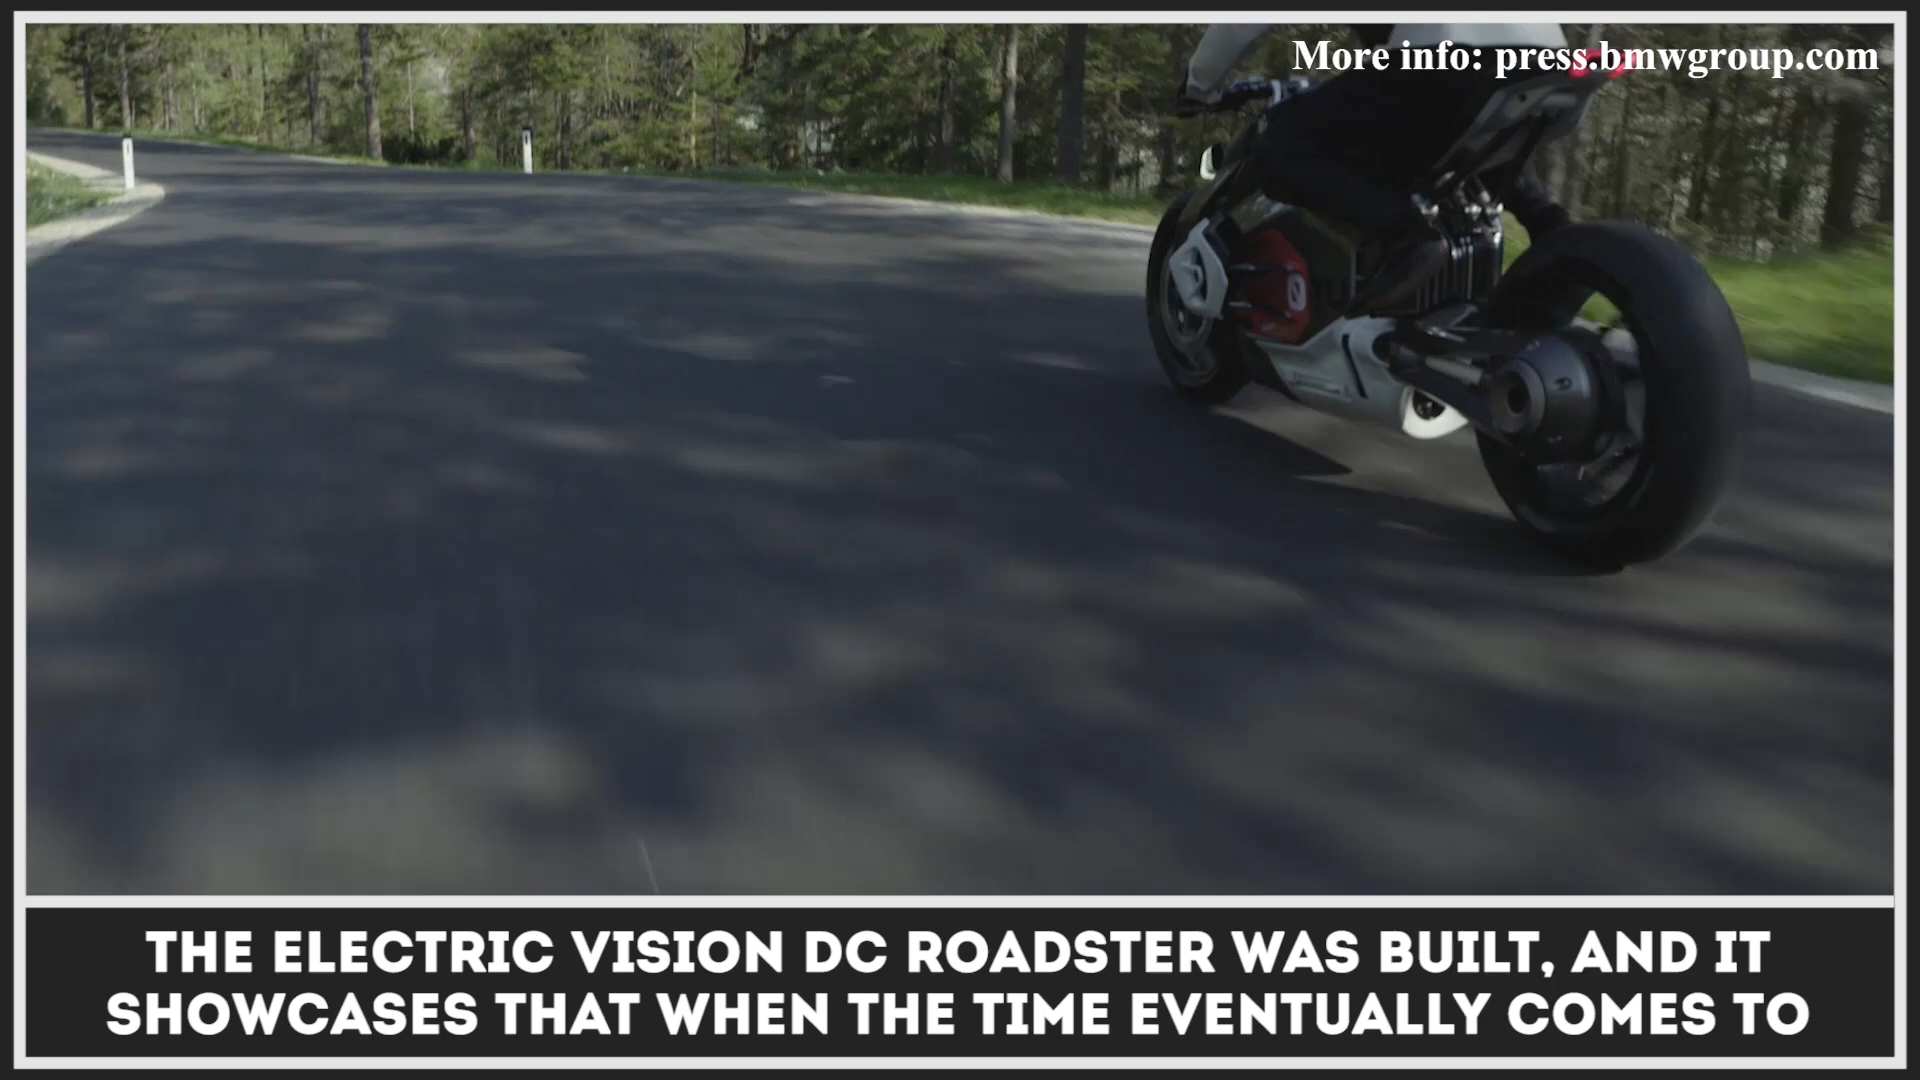 More info: press.bmwgroup.com
THE ELECTRIC VISION DC ROADSTER WAS BUILT, AND IT
SHOWCASES THAT WHEN THE TIME EVENTUALLY COMES TO